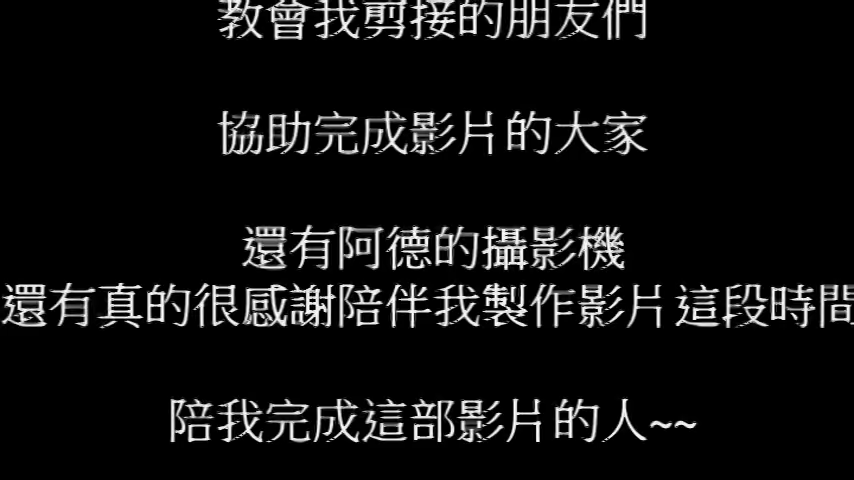 教會我剪接的朋友們
協助完成影片的大家
還有阿德的攝影機
還有真的很感謝陪伴我製作影片這段時間
陪我完成這部影片的人~~